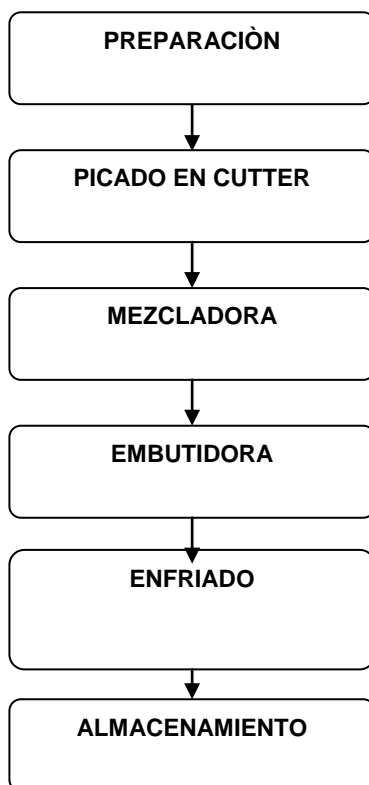 PREPARACIÒN
PICADO EN CUTTER
MEZCLADORA
EMBUTIDORA
ENFRIADO
ALMACENAMIENTO